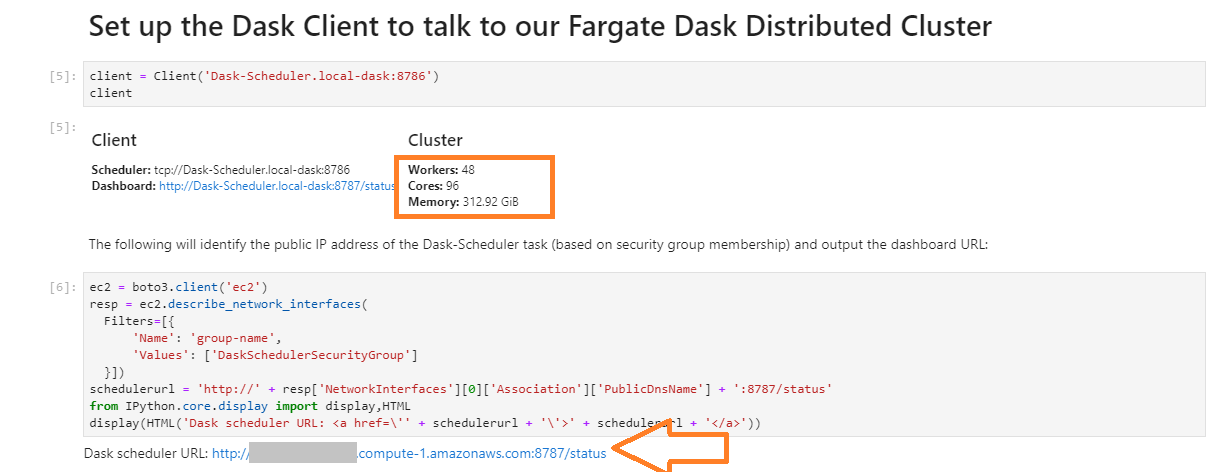 Set up the Dask Client to talk to our Fargate Dask Distributed Cluster
[5]:
client = Client('Dask-Scheduler.local-dask:8786')
client
[5]:
Client
Scheduler: tcp://Dask-Scheduler.local-dask:8786
Dashboard: http://Dask-Scheduler.local-dask:8787/status
Cluster
Workers: 48
Cores: 96
Memory: 312.92 GiB
The following will identify the public IP address of the Dask-Scheduler task (based on security group membership) and output the dashboard URL:
[6]:
ec2 = boto3.client('ec2')
resp = ec2.describe_network_interfaces(
  Filters=[{
      'Name': 'group-name',
      'Values': ['DaskSchedulerSecurityGroup']
  }])
schedulerurl = 'http://' + resp['NetworkInterfaces'][0]['Association']['PublicDnsName'] + ':8787/status'
from IPython.core.display import display,HTML
display(HTML('Dask scheduler URL: <a href=\'' + schedulerurl + '\'>' + schedulerurl + '</a>'))
Dask scheduler URL: http:// .compute-1.amazonaws.com:8787/status